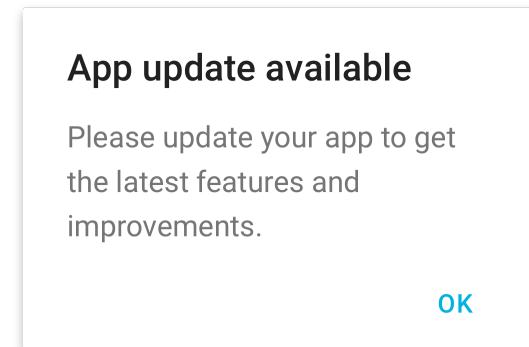 App update available
Please update your app to get
the latest features and
improvements.
OK